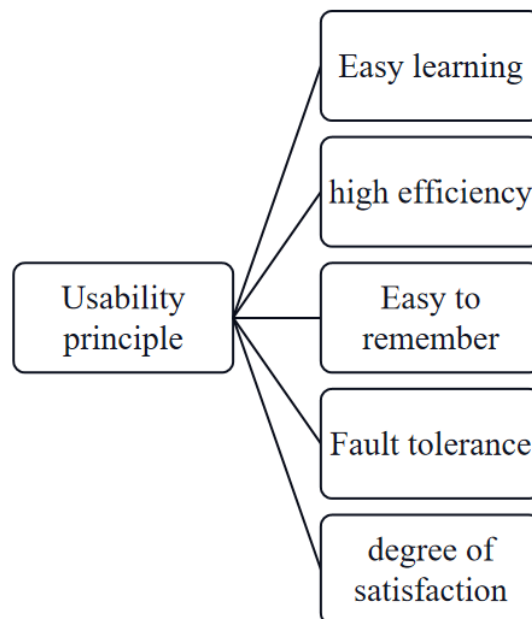 Easy learning
high efficiency
Usability
principle
Easy to
remember
Fault tolerance
degree of
satisfaction